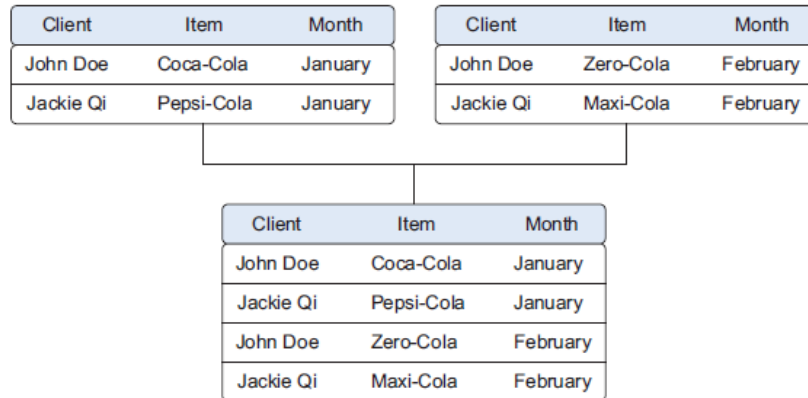 Client Item Month
John Doe Coca-Cola January
Jackie Qi Pepsi-Cola January
Client Item Month
John Doe Zero-Cola February
Jackie Qi Maxi-Cola February
Client Item Month
John Doe Coca-Cola January
Jackie Qi Pepsi-Cola January
John Doe Zero-Cola February
Jackie Qi Maxi-Cola February